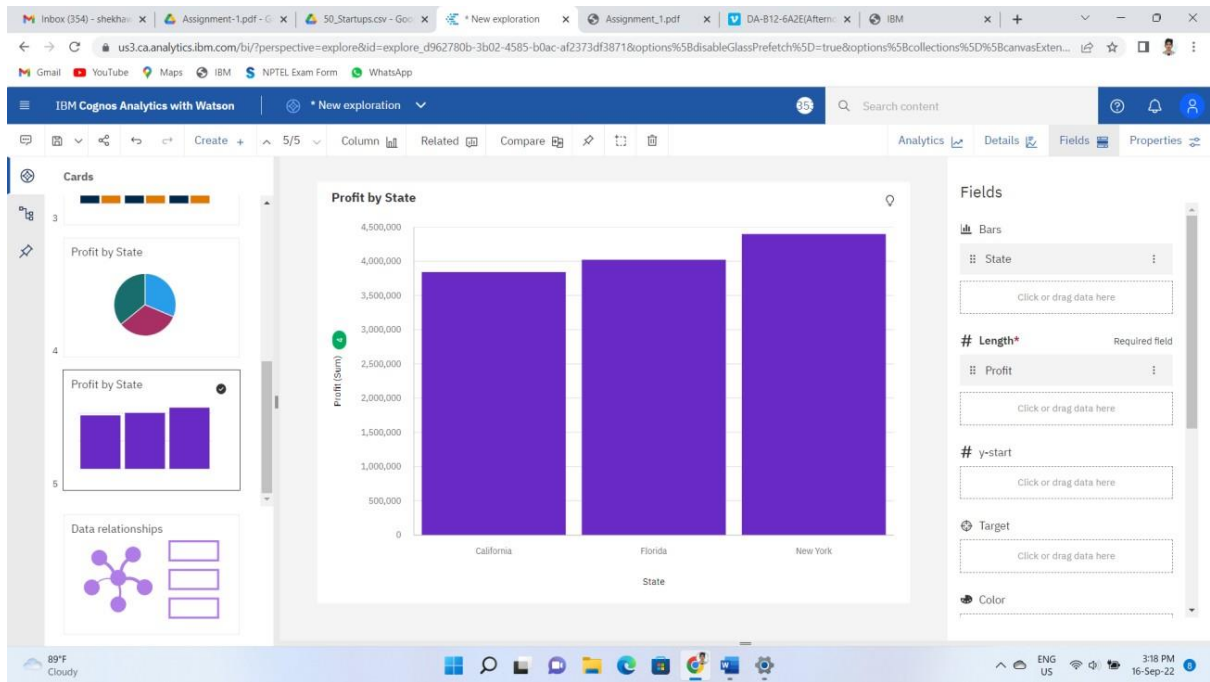 Inbox (354) - shekhav
Assignment-1.pdf - G
50_Startups.csv - Goo
* New exploration
Assignment_1.pdf
DA-B12-6A2E(Aftern
IBM
us3.ca.analytics.ibm.com/bi/?perspective=explore&id=explore_d962780b-3b02-4585-b0ac-af2373df3871&options%5BdisableGlassPrefetch%5D=true&options%5Bcollections%5D%5BcanvasExten...
Gmail YouTube Maps IBM NPTEL Exam Form WhatsApp
IBM Cognos Analytics with Watson
* New exploration
Search content
Create + 5/5 Column Related Compare
Analytics Details Fields Properties
Cards
3
Profit by State
4
Profit by State
5
Data relationships
Profit by State
4,500,000
4,000,000
3,500,000
3,000,000
2,500,000
2,000,000
1,500,000
1,000,000
500,000
0
Profit (Sum)
California Florida New York
State
Fields
Bars
State
Click or drag data here
# Length* Required field
Profit
Click or drag data here
# y-start
Click or drag data here
Target
Click or drag data here
Color
89°F
Cloudy
ENG
US
3:18 PM
16-Sep-22
8